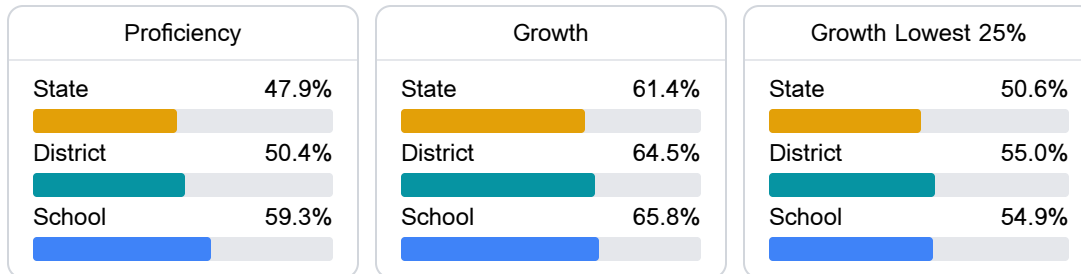 Proficiency
State 47.9%
District 50.4%
School 59.3%
Growth
State 61.4%
District 64.5%
School 65.8%
Growth Lowest 25%
State 50.6%
District 55.0%
School 54.9%